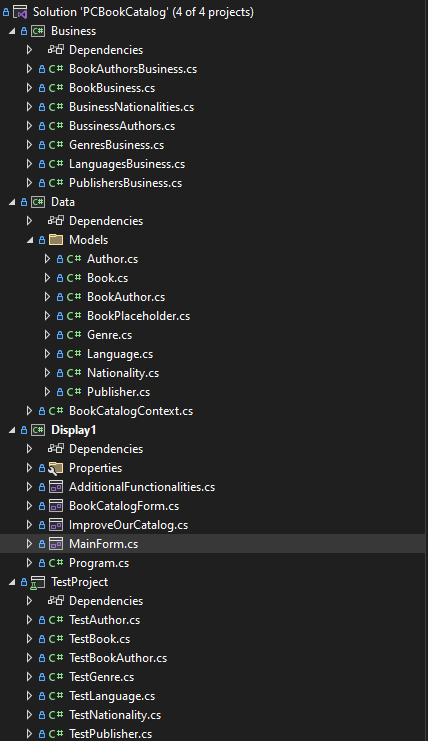 Solution 'PCBookCatalog' (4 of 4 projects)
C# Business
Dependencies
C# BookAuthorsBusiness.cs
C# BookBusiness.cs
C# BusinessNationalities.cs
C# BussinessAuthors.cs
C# GenresBusiness.cs
C# LanguagesBusiness.cs
C# PublishersBusiness.cs
C# Data
Dependencies
Models
C# Author.cs
C# Book.cs
C# BookAuthor.cs
C# BookPlaceholder.cs
C# Genre.cs
C# Language.cs
C# Nationality.cs
C# Publisher.cs
C# BookCatalogContext.cs
C# Display1
Dependencies
Properties
AdditionalFunctionalities.cs
BookCatalogForm.cs
ImproveOurCatalog.cs
MainForm.cs
C# Program.cs
TestProject
Dependencies
C# TestAuthor.cs
C# TestBook.cs
C# TestBookAuthor.cs
C# TestGenre.cs
C# TestLanguage.cs
C# TestNationality.cs
C# TestPublisher.cs